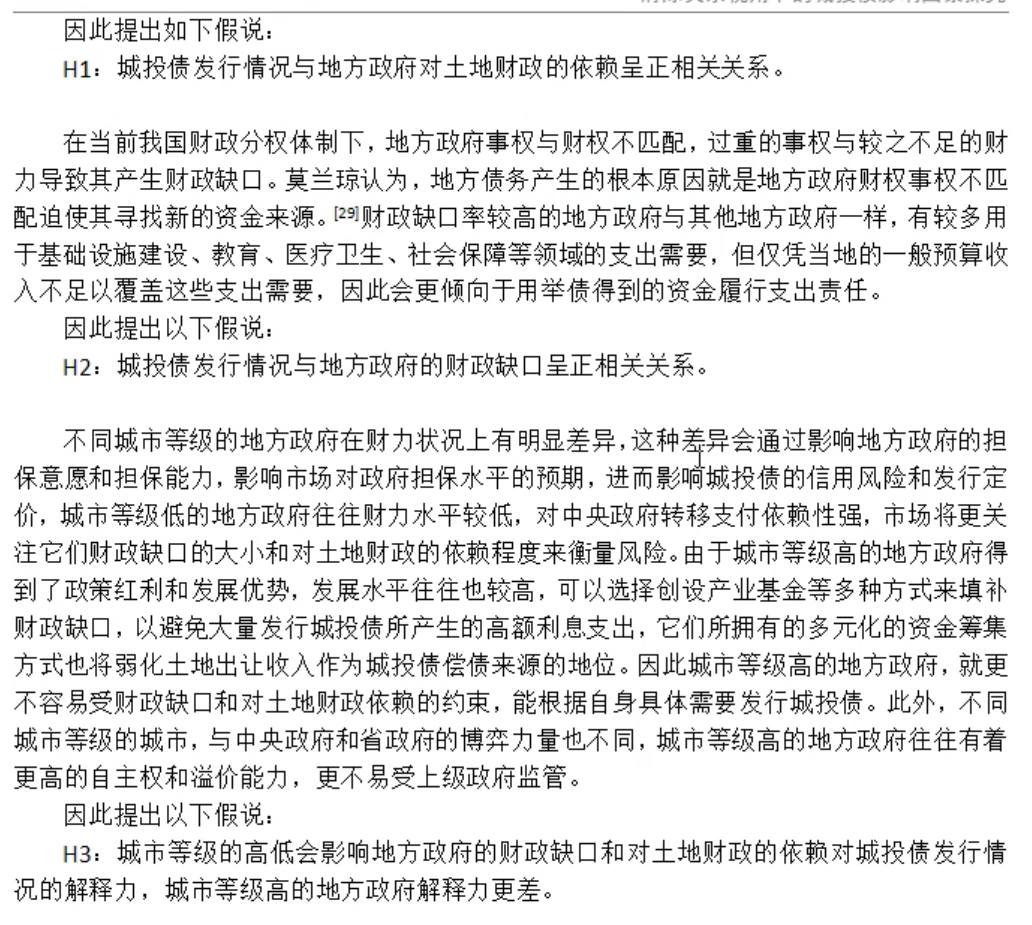 因此提出如下假说：
H1：城投债发行情况与地方政府对土地财政的依赖呈正相关关系。
在当前我国财政分权体制下，地方政府事权与财权不匹配，过重的事权与较之不足的财
力导致其产生财政缺口。莫兰琼认为，地方债务产生的根本原因就是地方政府财权事权不匹
配迫使其寻找新的资金来源。[29]财政缺口率较高的地方政府与其他地方政府一样，有较多用
于基础设施建设、教育、医疗卫生、社会保障等领域的支出需要，但仅凭当地的一般预算收
入不足以覆盖这些支出需要，因此会更倾向于用举债得到的资金履行支出责任。
因此提出以下假说：
H2：城投债发行情况与地方政府的财政缺口呈正相关关系。
不同城市等级的地方政府在财力状况上有明显差异，这种差异会通过影响地方政府的担
保意愿和担保能力，影响市场对政府担保水平的预期，进而影响城投债的信用风险和发行定
价，城市等级低的地方政府往往财力水平较低，对中央政府转移支付依赖性强，市场将更关
注它们财政缺口的大小和对土地财政的依赖程度来衡量风险。由于城市等级高的地方政府得
到了政策红利和发展优势，发展水平往往也较高，可以选择创设产业基金等多种方式来填补
财政缺口，以避免大量发行城投债所产生的高额利息支出，它们所拥有的多元化的资金筹集
方式也将弱化土地出让收入作为城投债偿债来源的地位。因此城市等级高的地方政府，就更
不容易受财政缺口和对土地财政依赖的约束，能根据自身具体需要发行城投债。此外，不同
城市等级的城市，与中央政府和省政府的博弈力量也不同，城市等级高的地方政府往往有着
更高的自主权和溢价能力，更不易受上级政府监管。
因此提出以下假说：
H3：城市等级的高低会影响地方政府的财政缺口和对土地财政的依赖对城投债发行情
况的解释力，城市等级高的地方政府解释力更差。